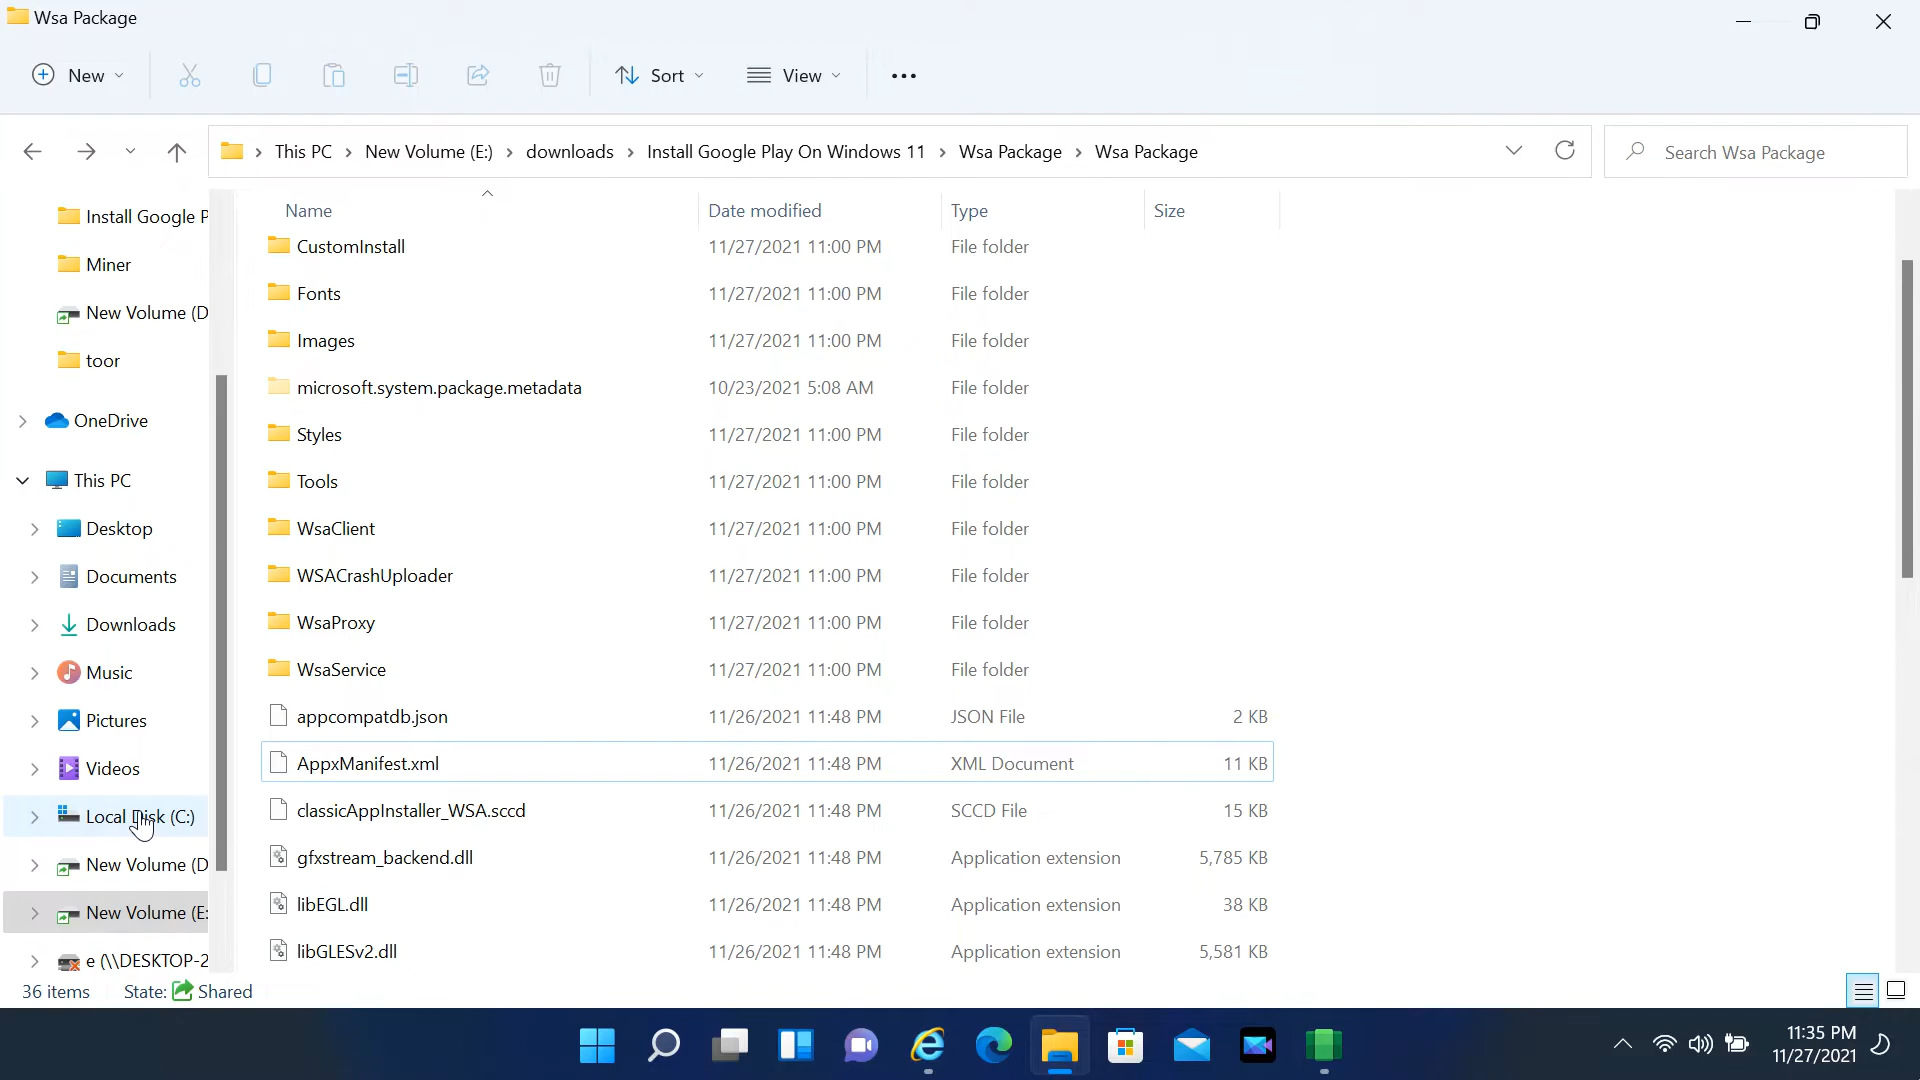 Wsa Package
New
Sort
View
This PC
New Volume (E:)
downloads
Install Google Play On Windows 11
Wsa Package
Wsa Package
Search Wsa Package
Install Google P
Miner
New Volume (D
toor
OneDrive
This PC
Desktop
Documents
Downloads
Music
Pictures
Videos
Local Disk (C:)
New Volume (D
New Volume (E:
e (\\DESKTOP-2
Name Date modified Type Size
CustomInstall 11/27/2021 11:00 PM File folder
Fonts 11/27/2021 11:00 PM File folder
Images 11/27/2021 11:00 PM File folder
microsoft.system.package.metadata 10/23/2021 5:08 AM File folder
Styles 11/27/2021 11:00 PM File folder
Tools 11/27/2021 11:00 PM File folder
WsaClient 11/27/2021 11:00 PM File folder
WSACrashUploader 11/27/2021 11:00 PM File folder
WsaProxy 11/27/2021 11:00 PM File folder
WsaService 11/27/2021 11:00 PM File folder
appcompatdb.json 11/26/2021 11:48 PM JSON File 2 KB
AppxManifest.xml 11/26/2021 11:48 PM XML Document 11 KB
classicAppInstaller_WSA.sccd 11/26/2021 11:48 PM SCCD File 15 KB
gfxstream_backend.dll 11/26/2021 11:48 PM Application extension 5,785 KB
libEGL.dll 11/26/2021 11:48 PM Application extension 38 KB
libGLESv2.dll 11/26/2021 11:48 PM Application extension 5,581 KB
36 items State: Shared
11:35 PM
11/27/2021